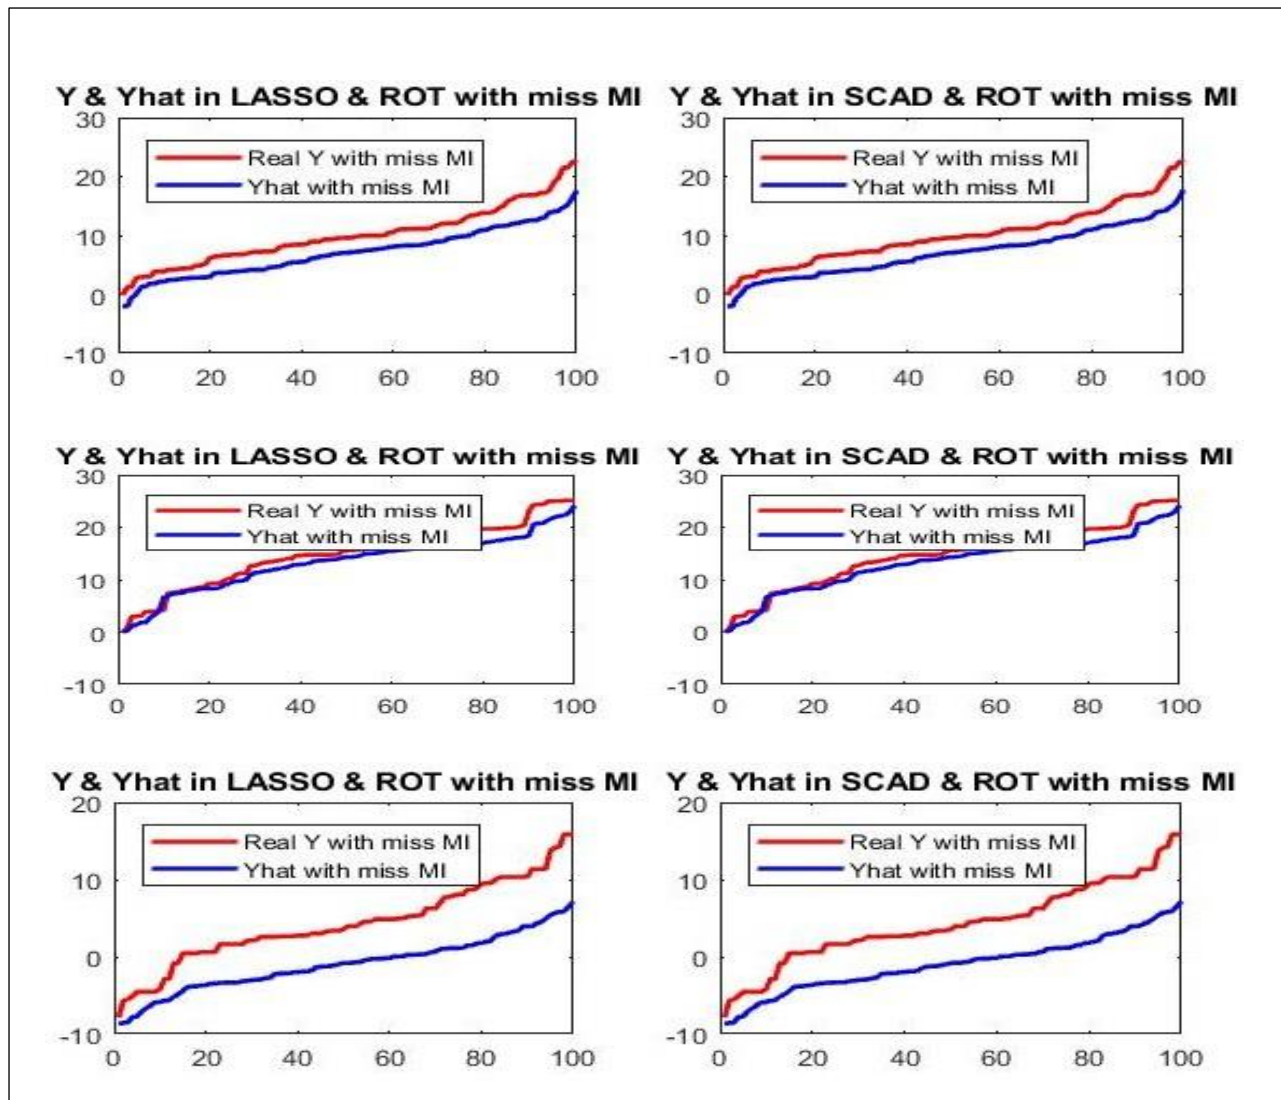 Y & Yhat in LASSO & ROT with miss MI
30
20
10
0
-10
Real Y with miss MI
Yhat with miss MI
0 20 40 60 80 100
Y & Yhat in SCAD & ROT with miss MI
30
20
10
0
-10
Real Y with miss MI
Yhat with miss MI
0 20 40 60 80 100
Y & Yhat in LASSO & ROT with miss MI
30
20
10
0
-10
Real Y with miss MI
Yhat with miss MI
0 20 40 60 80 100
Y & Yhat in SCAD & ROT with miss MI
30
20
10
0
-10
Real Y with miss MI
Yhat with miss MI
0 20 40 60 80 100
Y & Yhat in LASSO & ROT with miss MI
20
10
0
-10
Real Y with miss MI
Yhat with miss MI
0 20 40 60 80 100
Y & Yhat in SCAD & ROT with miss MI
20
10
0
-10
Real Y with miss MI
Yhat with miss MI
0 20 40 60 80 100